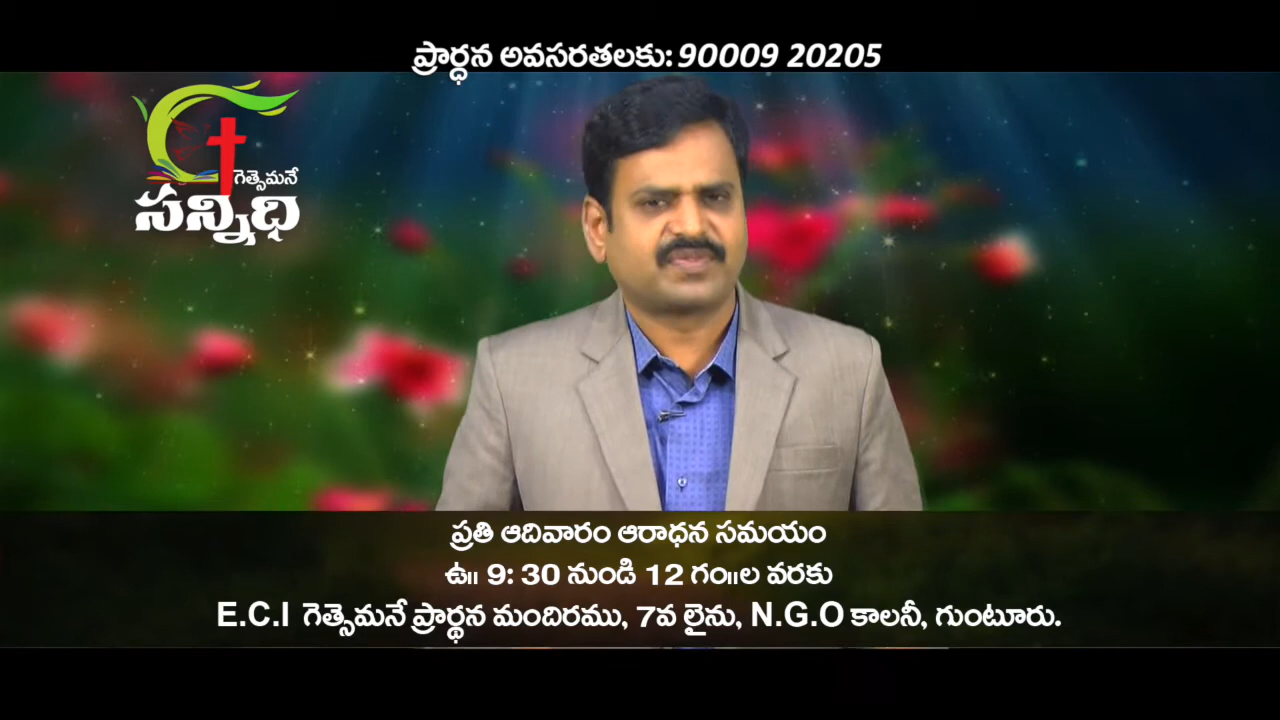 ప్రార్ధన అవసరతలకు: 90009 20205
గెత్సెమనే
సన్నిధి
ప్రతి ఆదివారం ఆరాధన సమయం
ఉ॥ 9: 30 నుండి 12 గం॥ల వరకు
E.C.I గెత్సెమనే ప్రార్థన మందిరము, 7వ లైను, N.G.O కాలనీ, గుంటూరు.